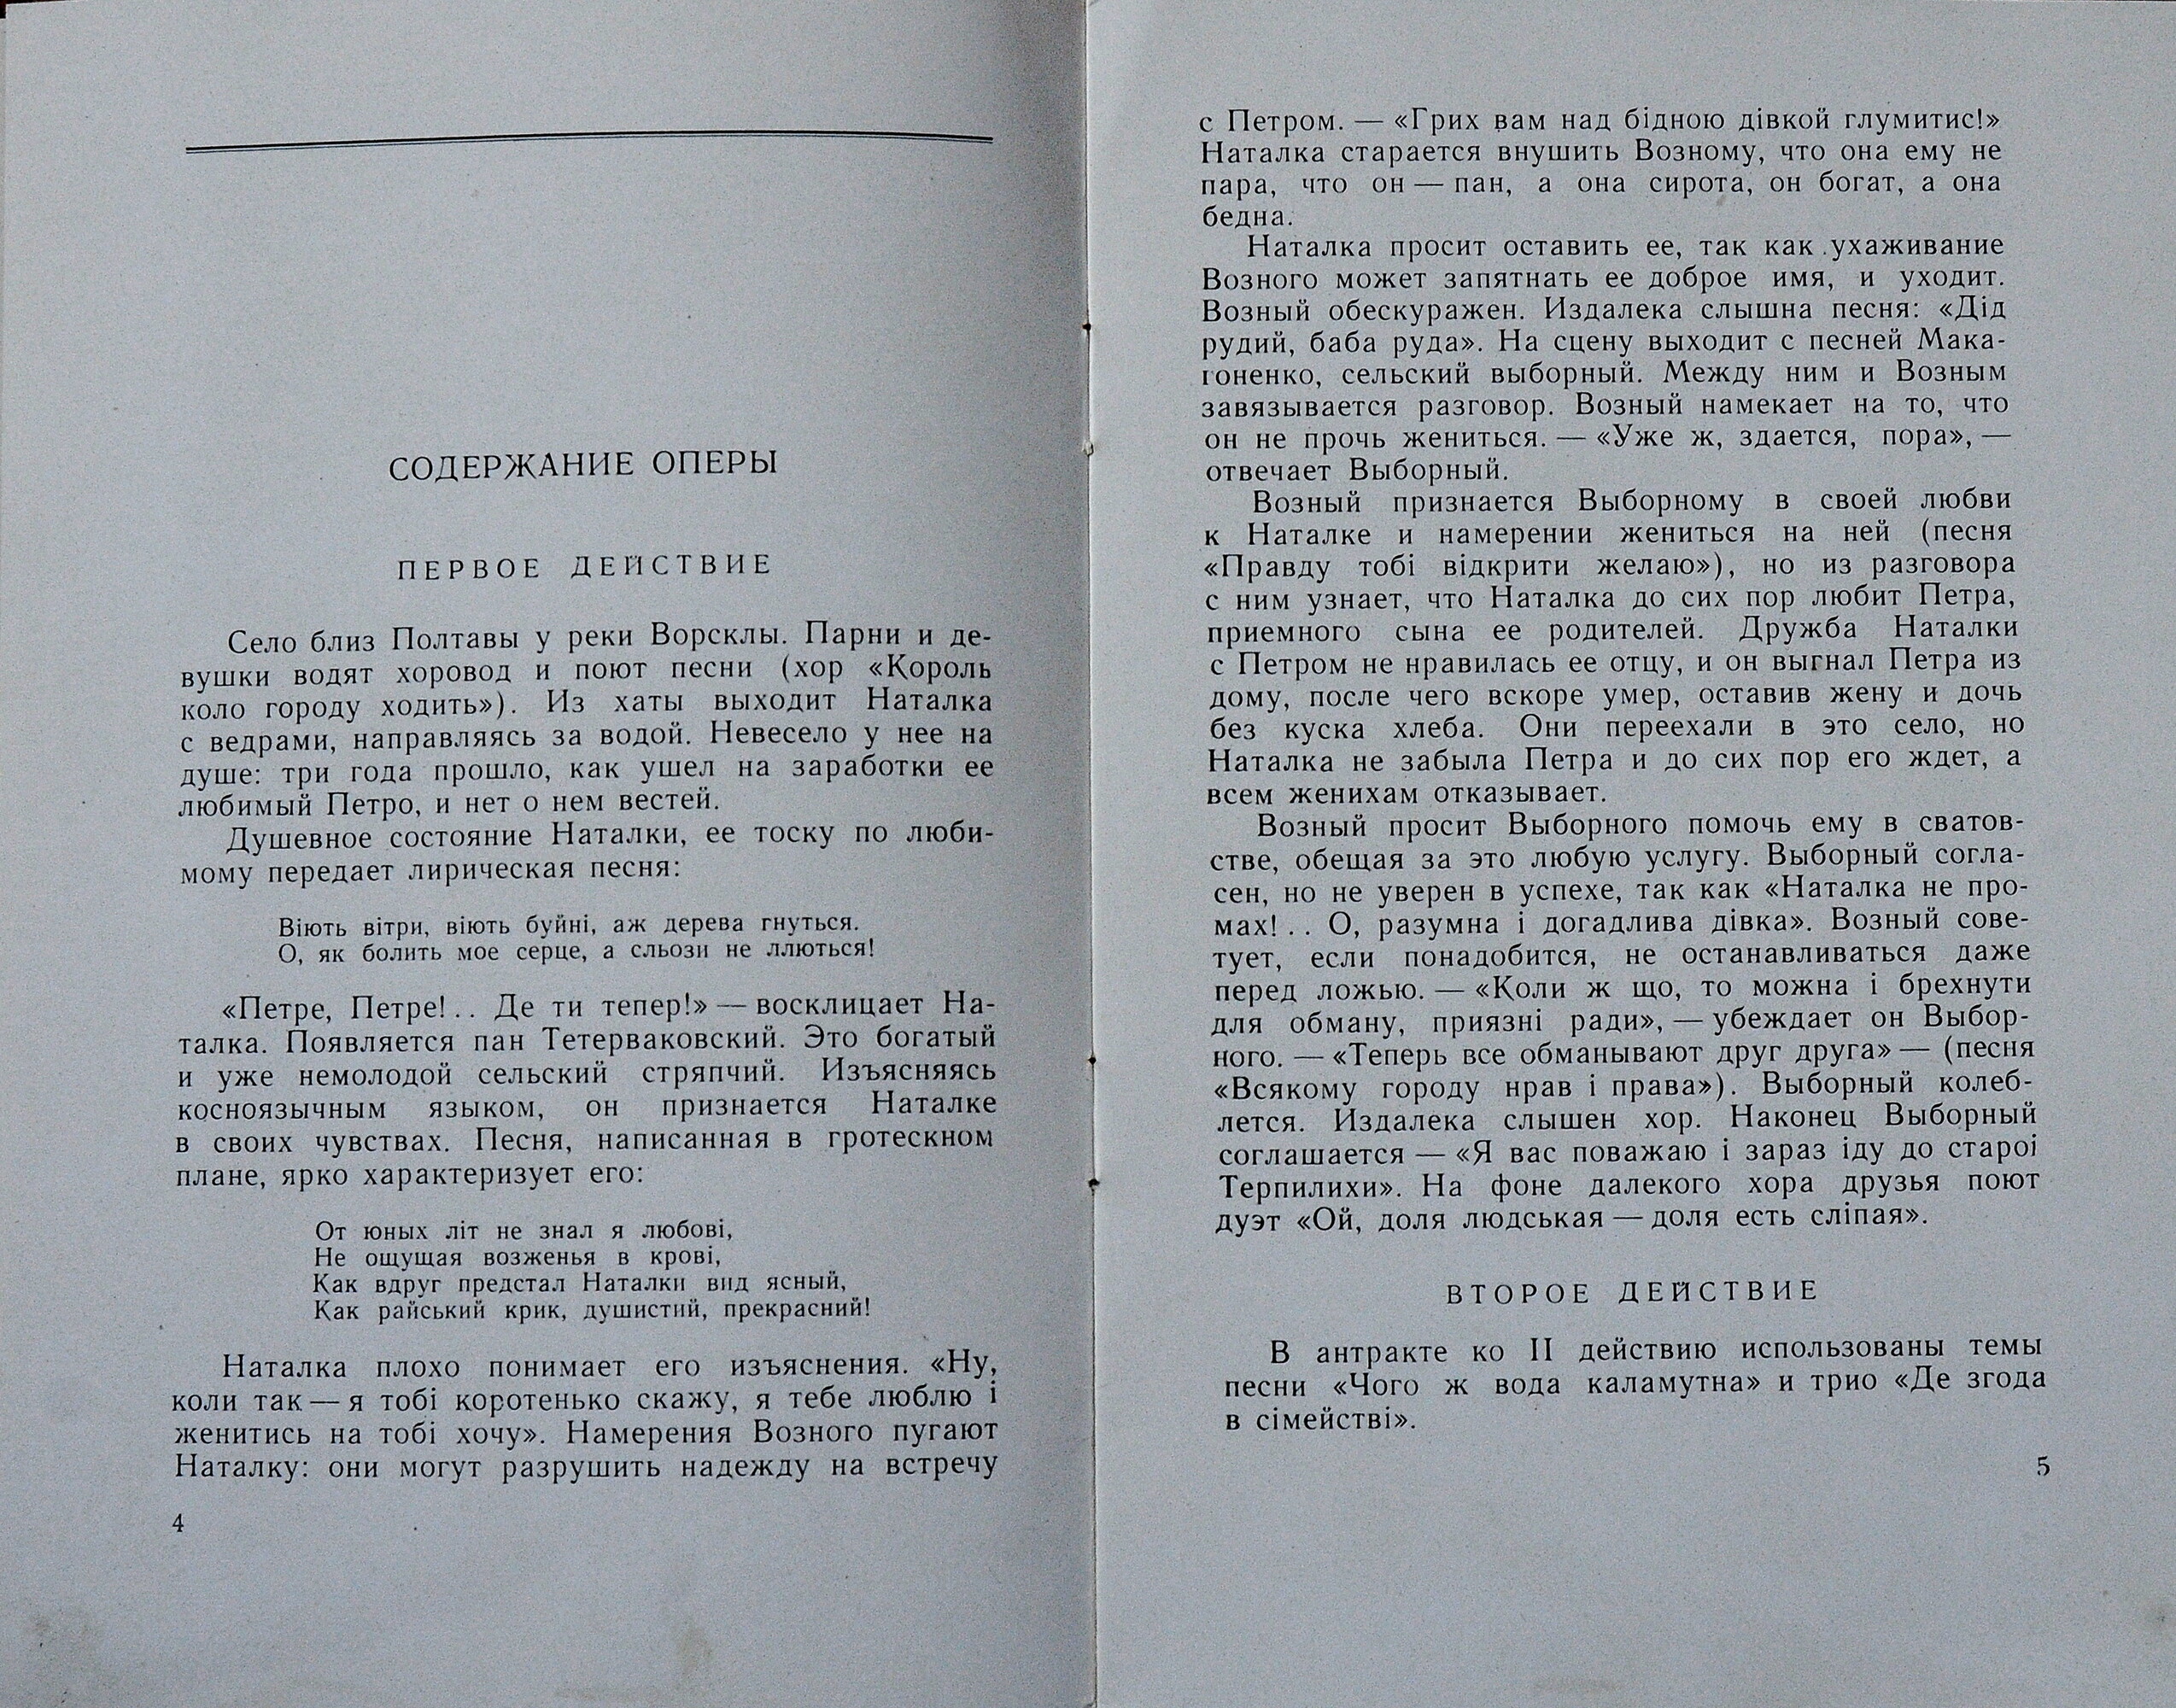 СОДЕРЖАНИЕ ОПЕРЫ
ПЕРВОЕ ДЕЙСТВИЕ
Село близ Полтавы у реки Ворсклы. Парни и де-
вушки водят хоровод и поют песни (хор «Король
коло городу ходить»). Из хаты выходит Наталка
с ведрами, направляясь за водой. Невесело у нее на
душе: три года прошло, как ушел на заработки ее
любимый Петро, и нет о нем вестей.
Душевное состояние Наталки, ее тоску по люби-
мому передает лирическая песня:
Віють вітри, віють буйні, аж дерева гнуться.
О, як болить мое серце, а сльози не ллються!
«Петре, Петре!.. Де ти тепер!» — восклицает На-
талка. Появляется пан Тетерваковский. Это богатый
и уже немолодой сельский стряпчий. Изъясняясь
косноязычным языком, он признается Наталке
в своих чувствах. Песня, написанная в гротескном
плане, ярко характеризует его:
От юных літ не знал я любові,
Не ощущая возженья в крові,
Как вдруг предстал Наталки вид ясный,
Как райський крик, душистий, прекрасний!
Наталка плохо понимает его изъяснения. «Ну,
коли так — я тобі коротенько скажу, я тебе люблю і
женитись на тобі хочу». Намерения Возного пугают
Наталку: они могут разрушить надежду на встречу
4
с Петром. — «Грих вам над бідною дівкой глумитис!»
Наталка старается внушить Возному, что она ему не
пара, что он — пан, а она сирота, он богат, а она
бедна.
Наталка просит оставить ее, так как ухаживание
Возного может запятнать ее доброе имя, и уходит.
Возный обескуражен. Издалека слышна песня: «Дід
рудий, баба руда». На сцену выходит с песней Мака-
гоненко, сельский выборный. Между ним и Возным
завязывается разговор. Возный намекает на то, что
он не прочь жениться. — «Уже ж, здается, пора», —
отвечает Выборный.
Возный признается Выборному в своей любви
к Наталке и намерении жениться на ней (песня
«Правду тобі відкрити желаю»), но из разговора
с ним узнает, что Наталка до сих пор любит Петра,
приемного сына ее родителей. Дружба Наталки
с Петром не нравилась ее отцу, и он выгнал Петра из
дому, после чего вскоре умер, оставив жену и дочь
без куска хлеба. Они переехали в это село, но
Наталка не забыла Петра и до сих пор его ждет, а
всем женихам отказывает.
Возный просит Выборного помочь ему в сватов-
стве, обещая за это любую услугу. Выборный согла-
сен, но не уверен в успехе, так как «Наталка не про-
мах!.. О, разумна і догадлива дівка». Возный сове-
тует, если понадобится, не останавливаться даже
перед ложью. — «Коли ж що, то можна і брехнути
для обману, приязні ради», — убеждает он Выбор-
ного. — «Теперь все обманывают друг друга» — (песня
«Всякому городу нрав і права»). Выборный колеб-
лется. Издалека слышен хор. Наконец Выборный
соглашается — «Я вас поважаю і зараз іду до староі
Терпилихи». На фоне далекого хора друзья поют
дуэт «Ой, доля людськая — доля есть сліпая».
ВТОРОЕ ДЕЙСТВИЕ
В антракте ко II действию использованы темы
песни «Чого ж вода каламутна» и трио «Де згода
в сімействі».
5